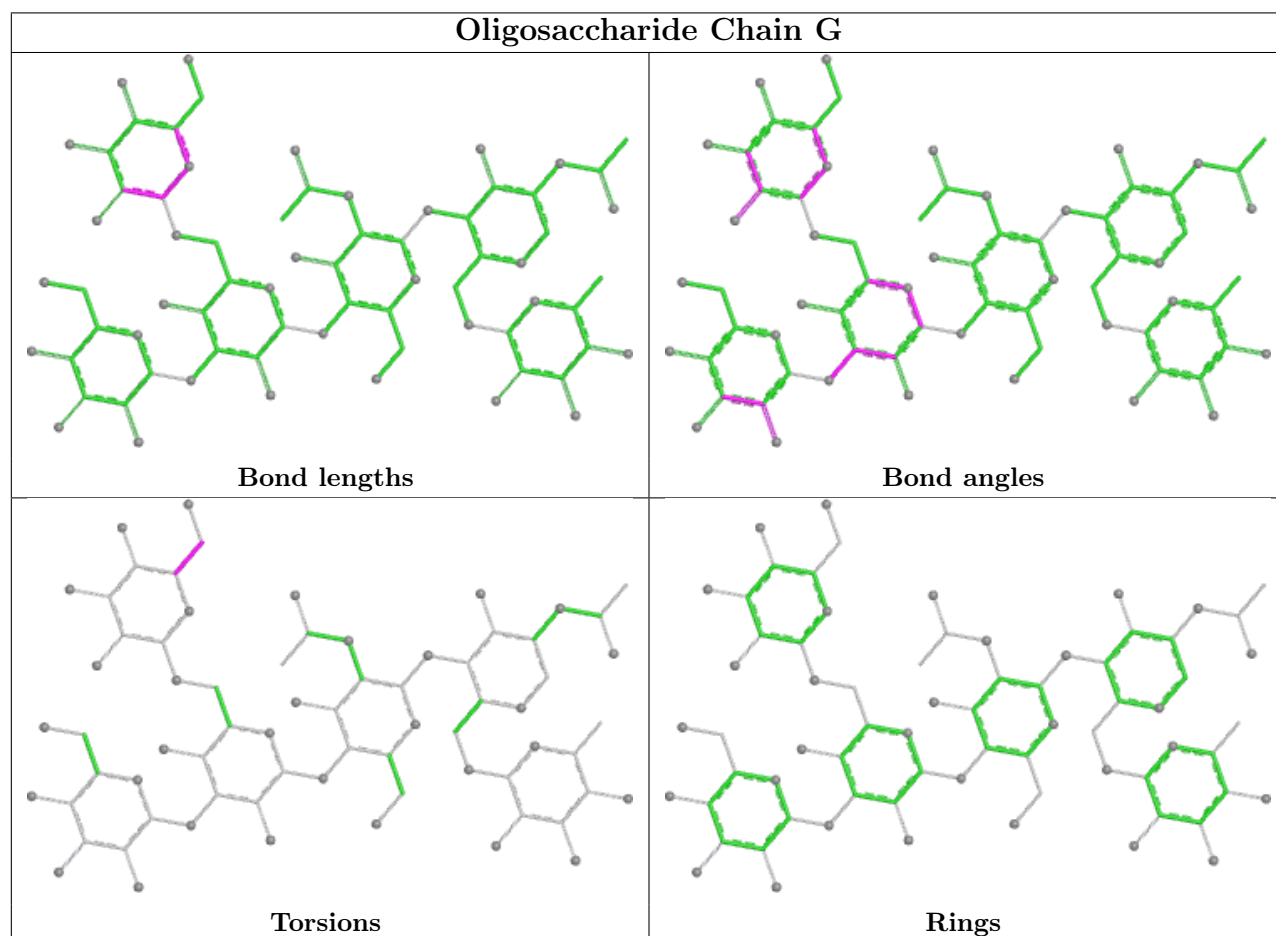 Oligosaccharide Chain G
Bond lengths
Bond angles
Torsions
Rings